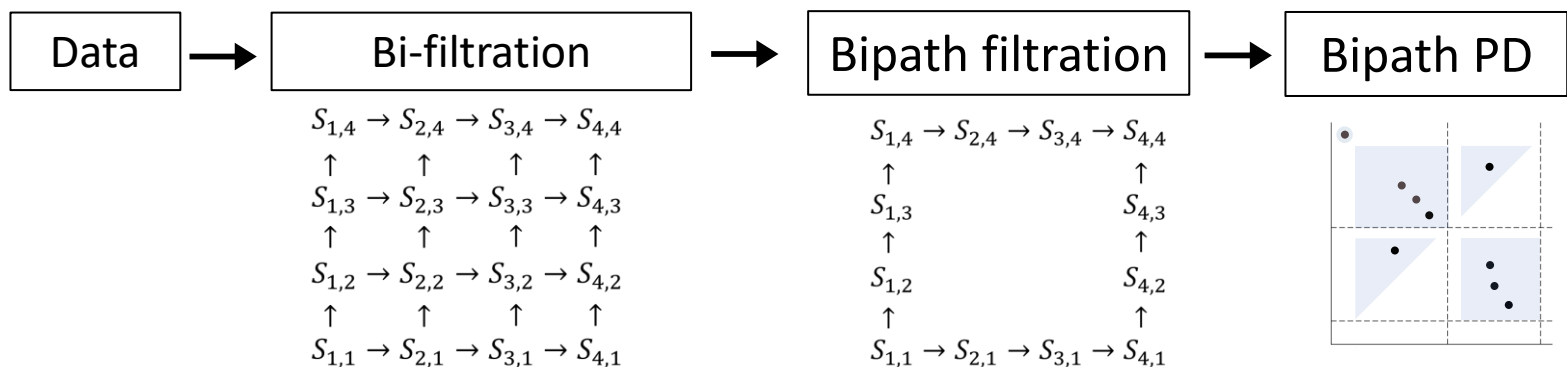 Data → Bi-filtration → Bipath filtration → Bipath PD
S₁,₄ → S₂,₄ → S₃,₄ → S₄,₄
↑ ↑ ↑ ↑
S₁,₃ → S₂,₃ → S₃,₃ → S₄,₃
↑ ↑ ↑ ↑
S₁,₂ → S₂,₂ → S₃,₂ → S₄,₂
↑ ↑ ↑ ↑
S₁,₁ → S₂,₁ → S₃,₁ → S₄,₁
S₁,₄ → S₂,₄ → S₃,₄ → S₄,₄
↑ ↑
S₁,₃ S₄,₃
↑ ↑
S₁,₂ S₄,₂
↑ ↑
S₁,₁ → S₂,₁ → S₃,₁ → S₄,₁